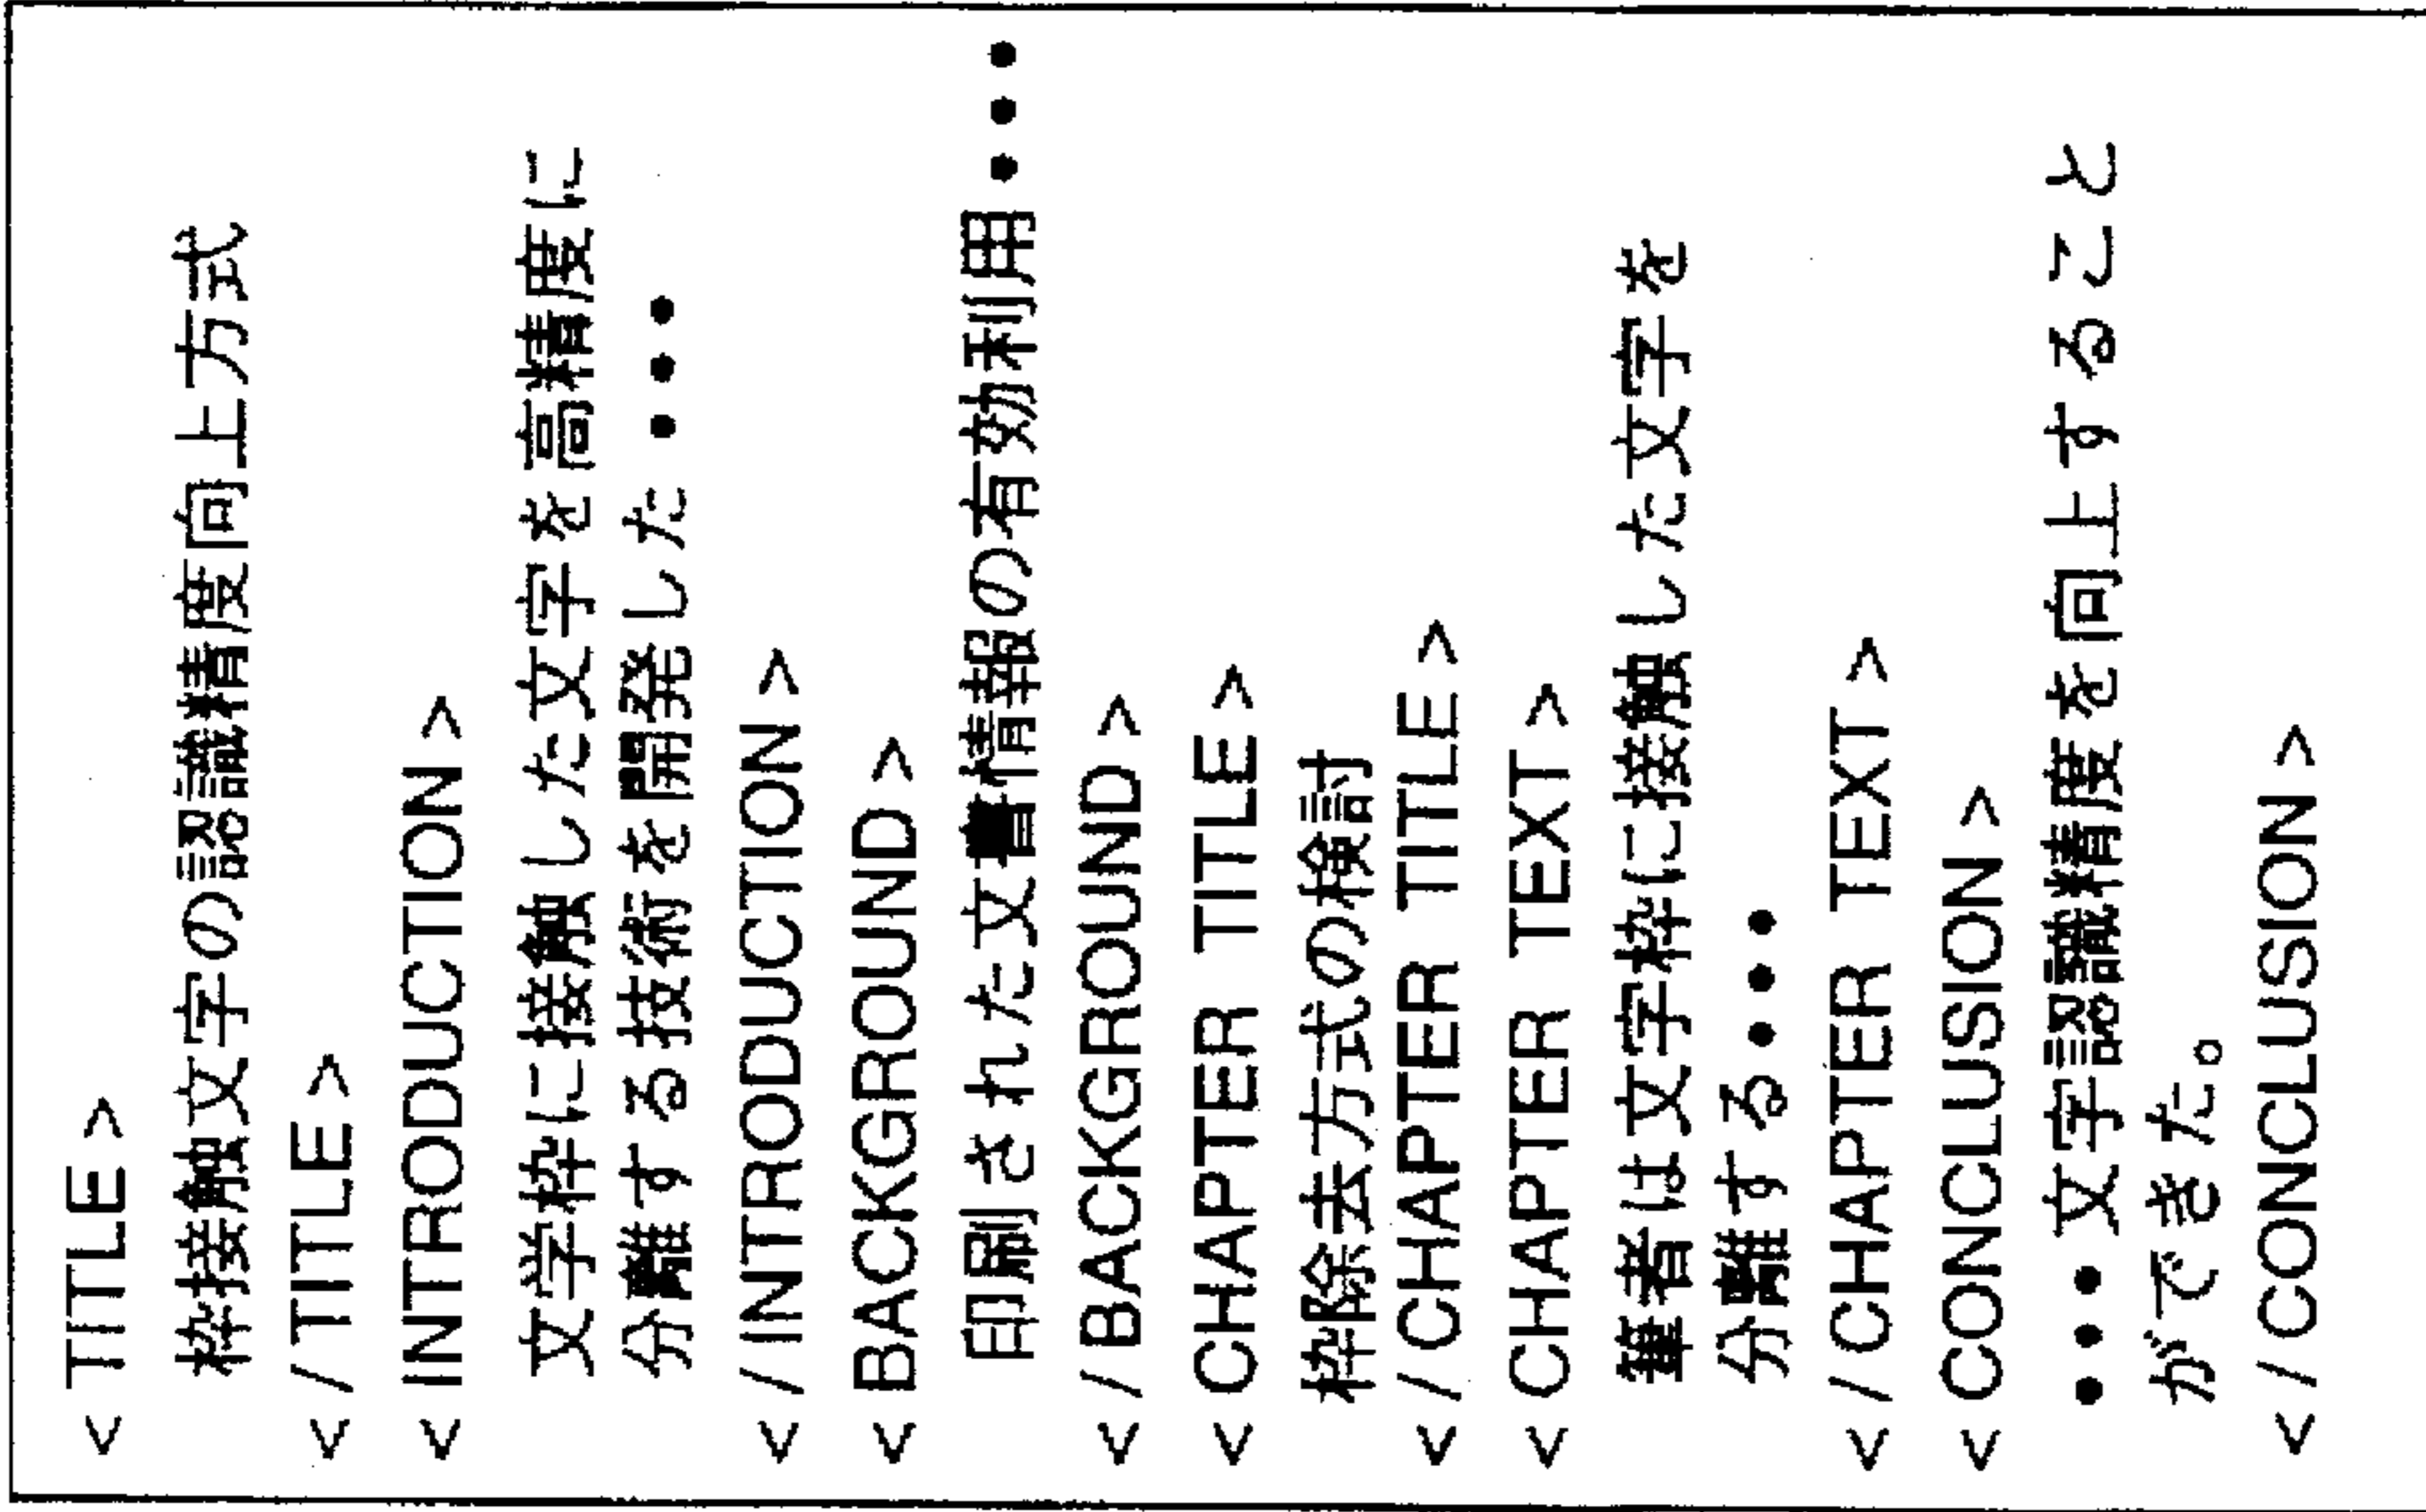 <TITLE>
枠接触文字の認識精度向上方式
</TITLE>
<INTRODUCTION>
文学枠に接触した文字を高精度に
分離する技術を開発した・・・
</INTRODUCTION>
<BACKGROUND>
印刷された文書情報の有効利用・・・
</BACKGROUND>
<CHAPTER TITLE>
枠除去方式の検討
</CHAPTER TITLE>
<CHAPTER TEXT>
筆者は文字枠に接触した文字を
分離する・・・
</CHAPTER TEXT>
<CONCLUSION>
・・・文字認識精度を向上すること
ができた。
</CONCLUSION>